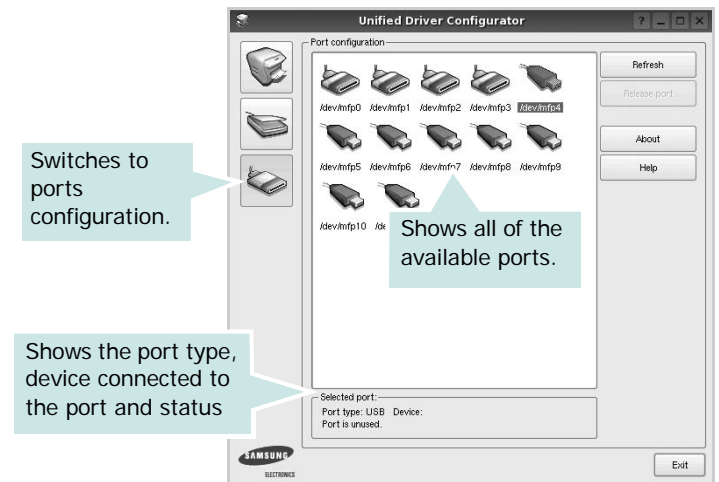 Unified Driver Configurator
Port configuration
/dev/mfp0 /dev/mfp1 /dev/mfp2 /dev/mfp3 /dev/mfp4
/dev/mfp5 /dev/mfp6 /dev/mfp7 /dev/mfp8 /dev/mfp9
/dev/mfp10 /de
Refresh
Release port
About
Help
Switches to
ports
configuration.
Shows all of the
available ports.
Shows the port type,
device connected to
the port and status
Selected port:
Port type: USB Device:
Port is unused.
SAMSUNG
ELECTRONICS
Exit